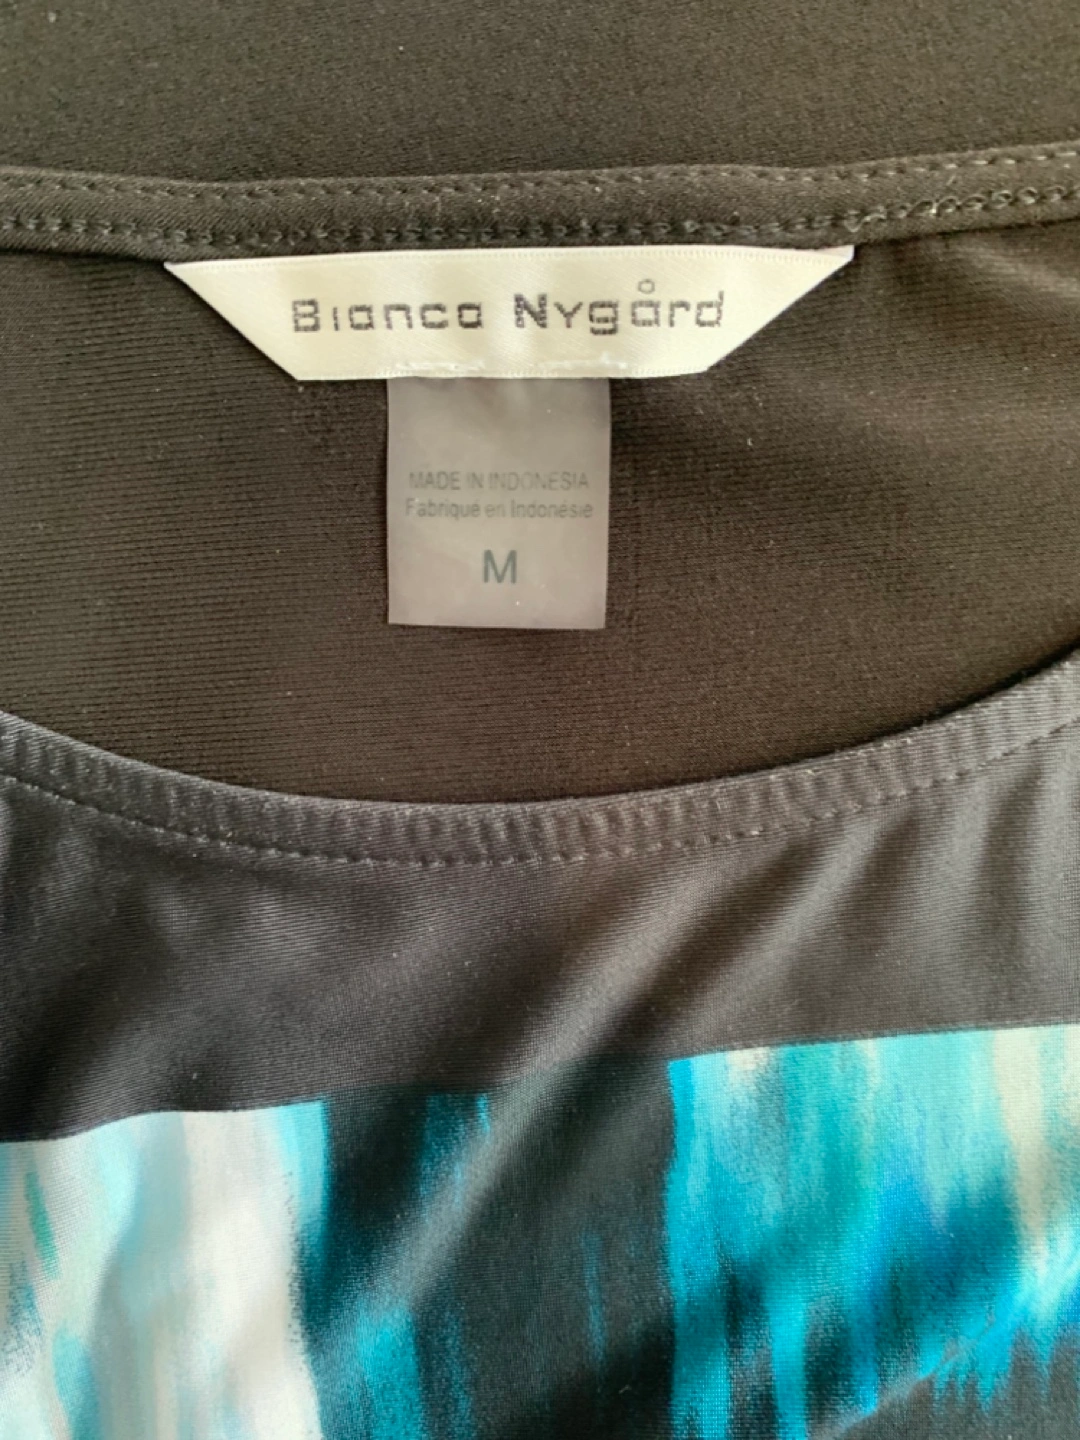 Bianca Nygård
MADE IN INDONESIA
Fabriqué en Indonésie
M